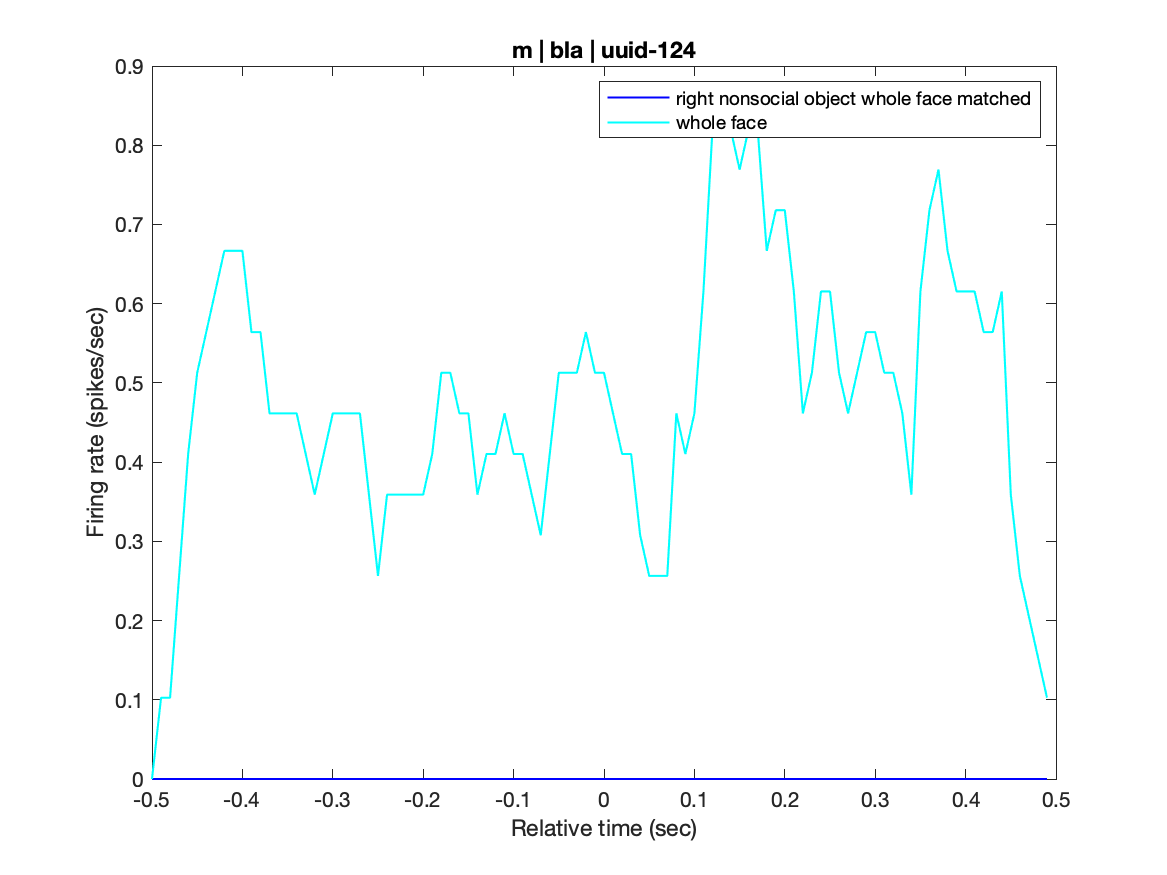 m | bla | uuid-124
right nonsocial object whole face matched
whole face
Firing rate (spikes/sec)
0.9
0.8
0.7
0.6
0.5
0.4
0.3
0.2
0.1
0
-0.5 -0.4 -0.3 -0.2 -0.1 0 0.1 0.2 0.3 0.4 0.5
Relative time (sec)